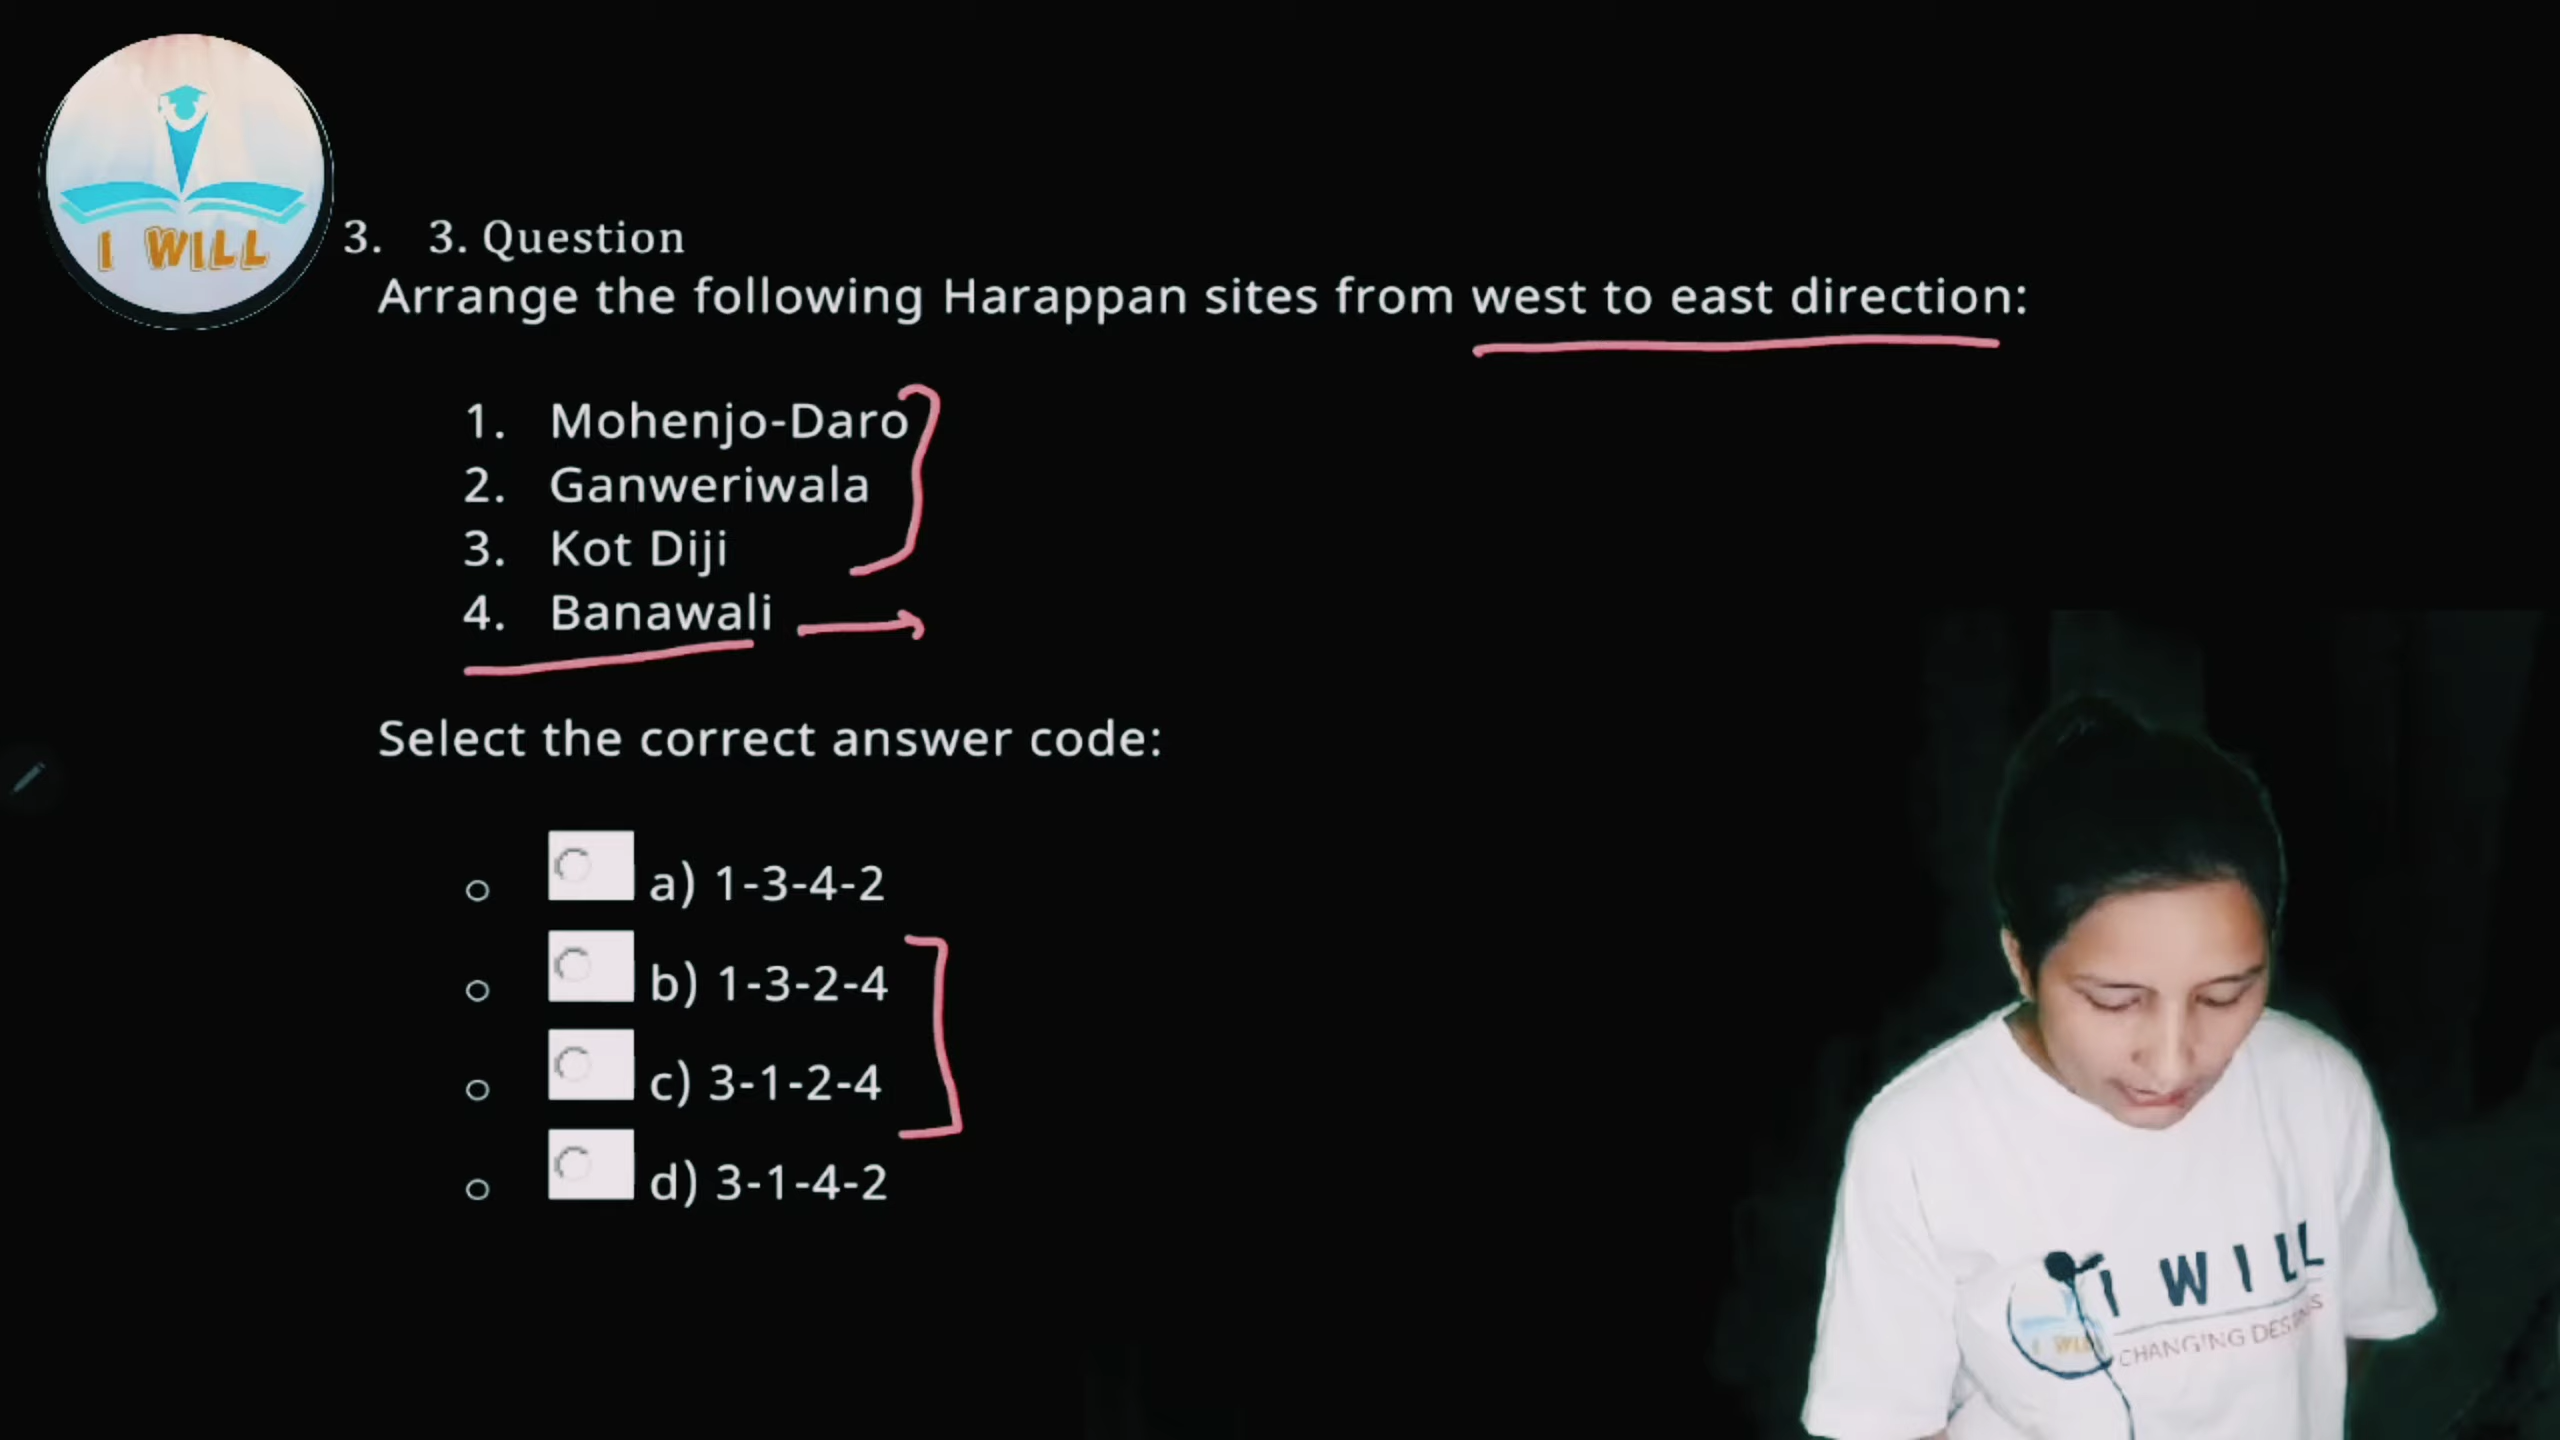 I WILL
3. 3. Question
Arrange the following Harappan sites from west to east direction:
1. Mohenjo-Daro
2. Ganweriwala
3. Kot Diji
4. Banawali
Select the correct answer code:
a) 1-3-4-2
b) 1-3-2-4
c) 3-1-2-4
d) 3-1-4-2
I WILL
I WILL
CHANGING